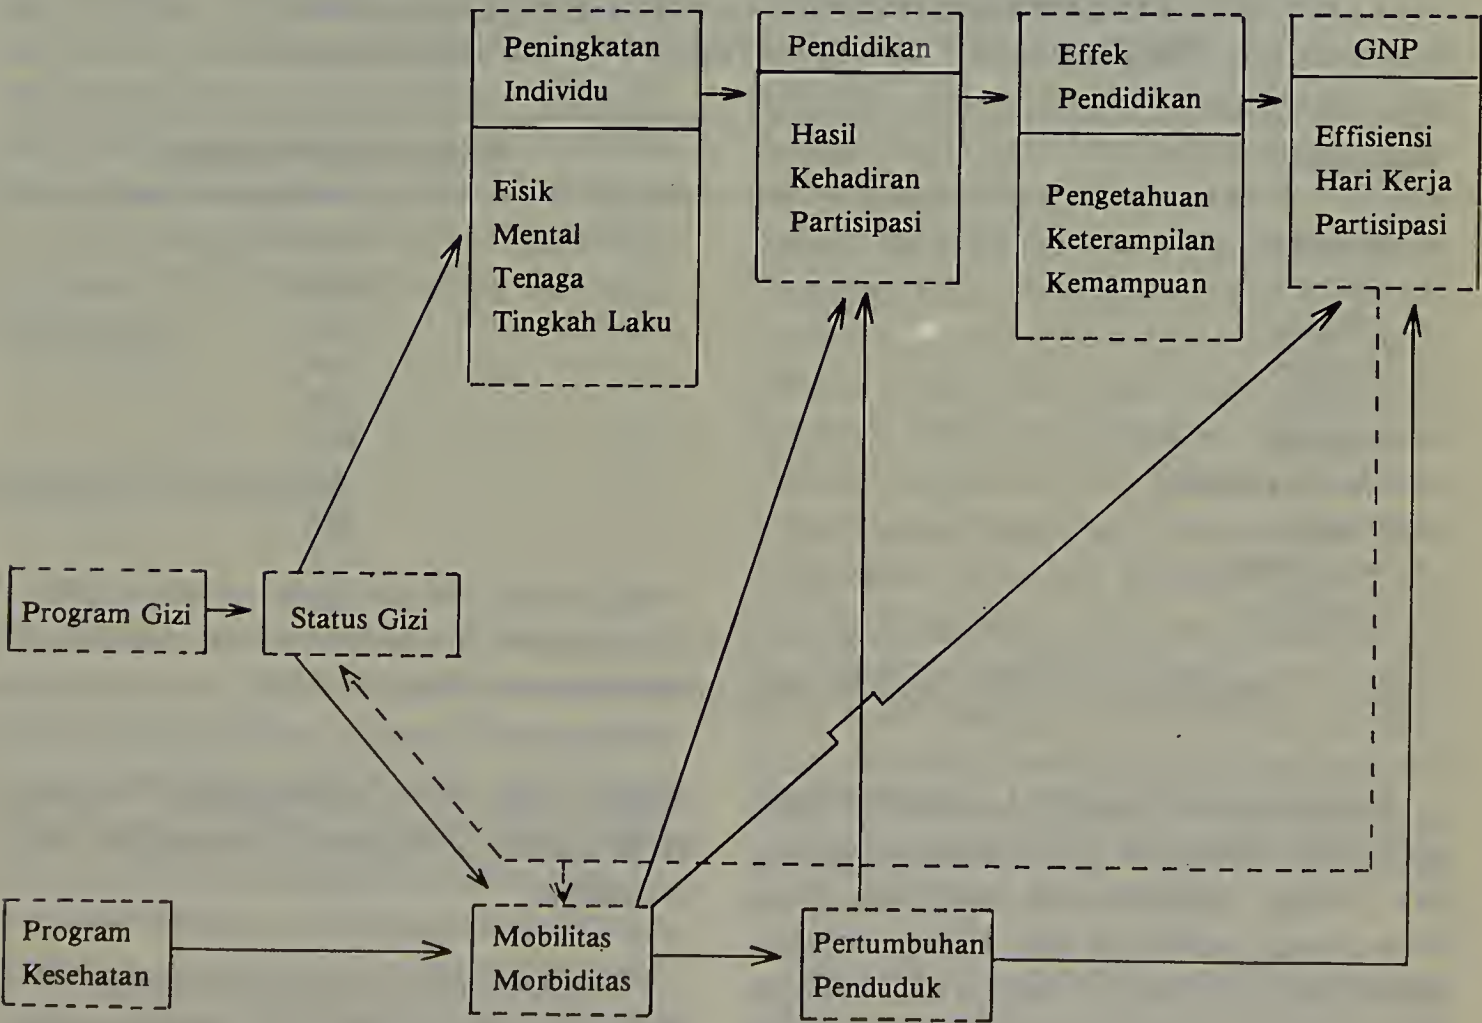 Peningkatan
Individu
Fisik
Mental
Tenaga
Tingkah Laku
Pendidikan
Hasil
Kehadiran
Partisipasi
Effek
Pendidikan
Pengetahuan
Keterampilan
Kemampuan
GNP
Effisiensi
Hari Kerja
Partisipasi
Program Gizi
Status Gizi
Program
Kesehatan
Mobilitas
Morbiditas
Pertumbuhan
Penduduk